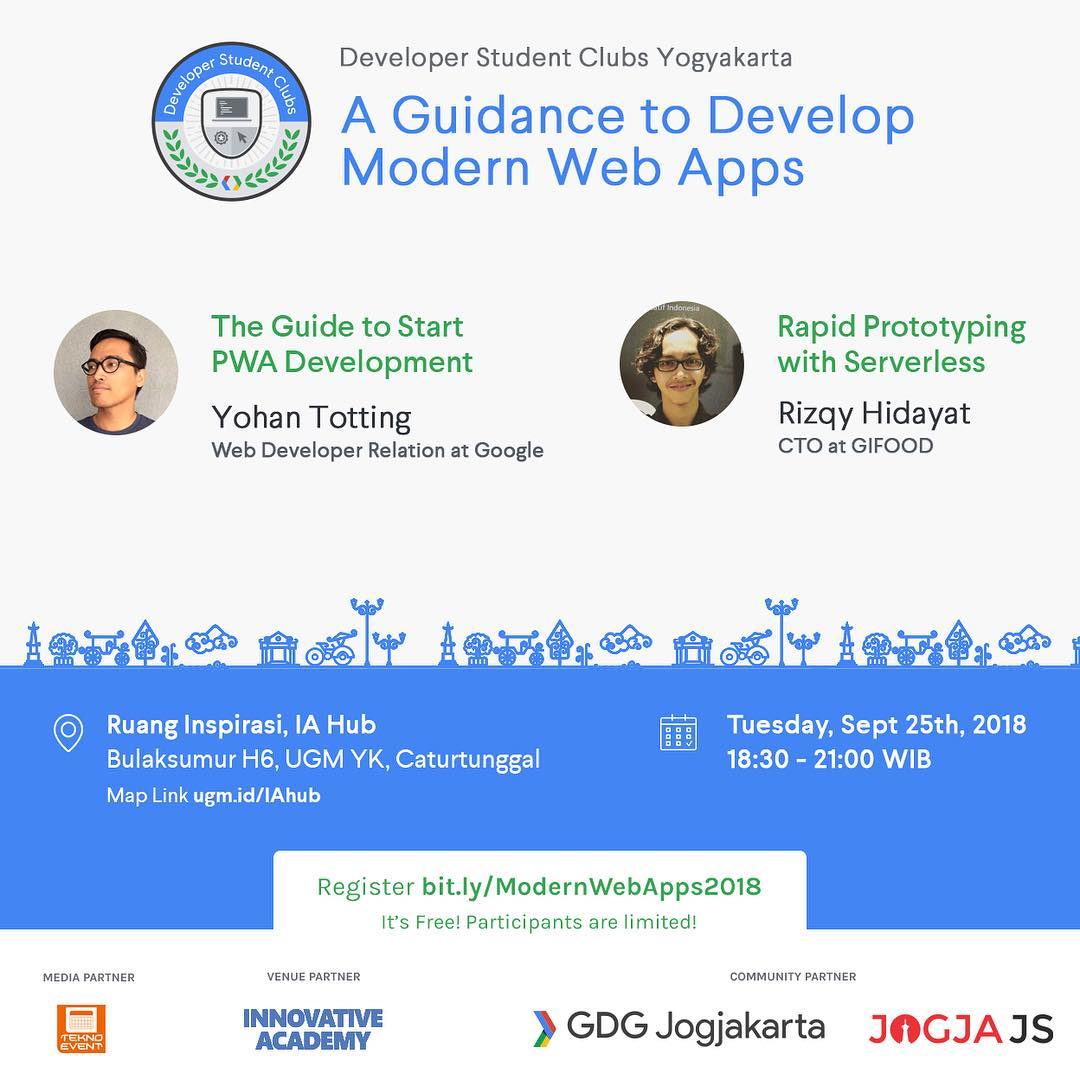 Developer Student Clubs
Developer Student Clubs Yogyakarta
A Guidance to Develop
Modern Web Apps
The Guide to Start
PWA Development
Yohan Totting
Web Developer Relation at Google
Indonesia
Rapid Prototyping
with Serverless
Rizqy Hidayat
CTO at GIFOOD
Ruang Inspirasi, IA Hub
Bulaksumur H6, UGM YK, Caturtunggal
Map Link ugm.id/IAhub
Tuesday, Sept 25th, 2018
18:30 - 21:00 WIB
Register bit.ly/ModernWebApps2018
It's Free! Participants are limited!
MEDIA PARTNER
TEKNO
EVENT
VENUE PARTNER
INNOVATIVE
ACADEMY
COMMUNITY PARTNER
GDG Jogjakarta
JOGJA JS